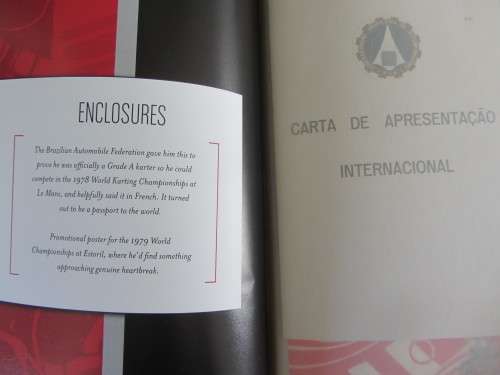 ENCLOSURES
The Brazilian Automobile Federation gave him this to
prove he was officially a Grade A karter so he could
compete in the 1978 World Karting Championships at
Le Mans, and helpfully said it in French. It turned
out to be a passport to the world.
Promotional poster for the 1979 World
Championships at Estoril, where he'd find something
approaching genuine heartbreak.
CARTA DE APRESENTAÇÃO
INTERNACIONAL